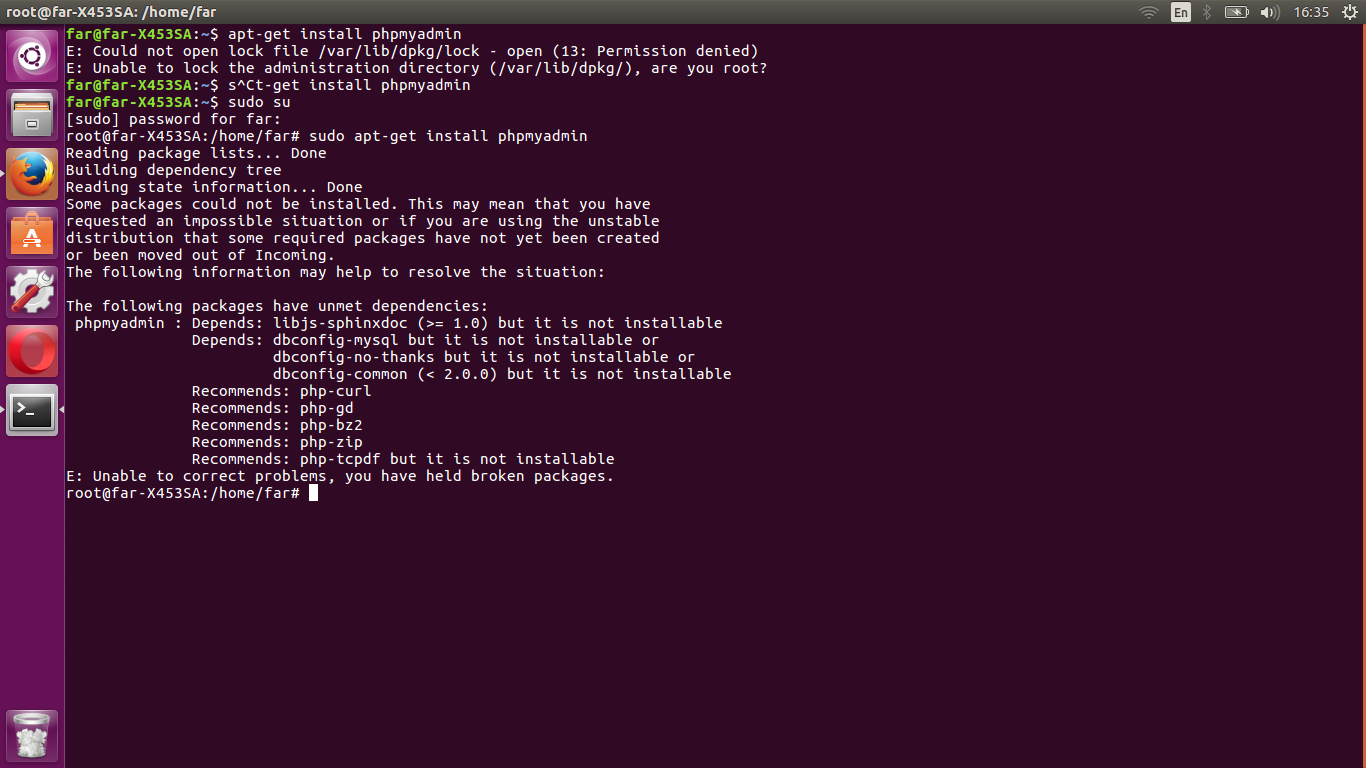 root@far-X453SA: /home/far
En
16:35
far@far-X453SA:~$ apt-get install phpmyadmin
E: Could not open lock file /var/lib/dpkg/lock - open (13: Permission denied)
E: Unable to lock the administration directory (/var/lib/dpkg/), are you root?
far@far-X453SA:~$ s^Ct-get install phpmyadmin
far@far-X453SA:~$ sudo su
[sudo] password for far:
root@far-X453SA:/home/far# sudo apt-get install phpmyadmin
Reading package lists... Done
Building dependency tree
Reading state information... Done
Some packages could not be installed. This may mean that you have
requested an impossible situation or if you are using the unstable
distribution that some required packages have not yet been created
or been moved out of Incoming.
The following information may help to resolve the situation:

The following packages have unmet dependencies:
 phpmyadmin : Depends: libjs-sphinxdoc (>= 1.0) but it is not installable
              Depends: dbconfig-mysql but it is not installable or
                       dbconfig-no-thanks but it is not installable or
                       dbconfig-common (< 2.0.0) but it is not installable
              Recommends: php-curl
              Recommends: php-gd
              Recommends: php-bz2
              Recommends: php-zip
              Recommends: php-tcpdf but it is not installable
E: Unable to correct problems, you have held broken packages.
root@far-X453SA:/home/far#